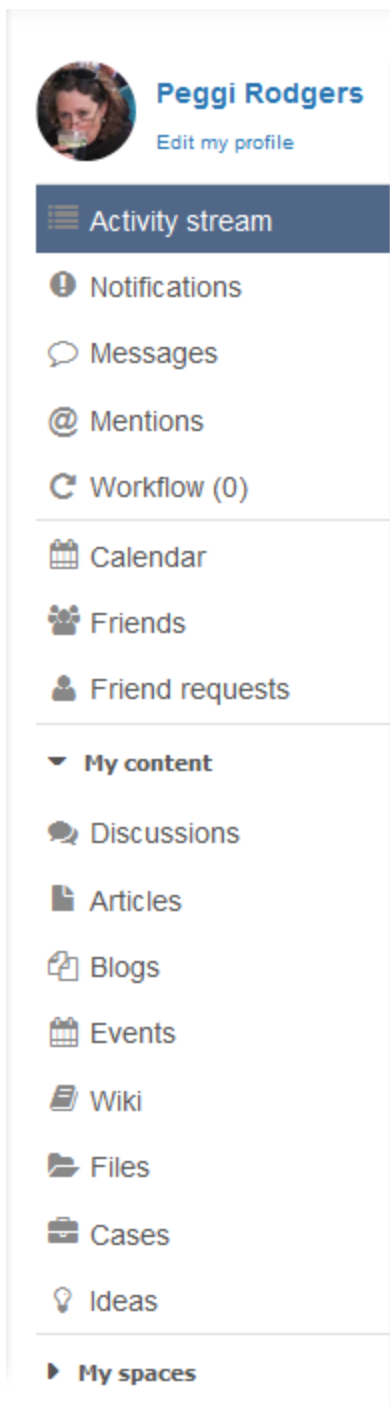 Peggi Rodgers
Edit my profile
Activity stream
Notifications
Messages
@ Mentions
Workflow (0)
Calendar
Friends
Friend requests
My content
Discussions
Articles
Blogs
Events
Wiki
Files
Cases
Ideas
My spaces